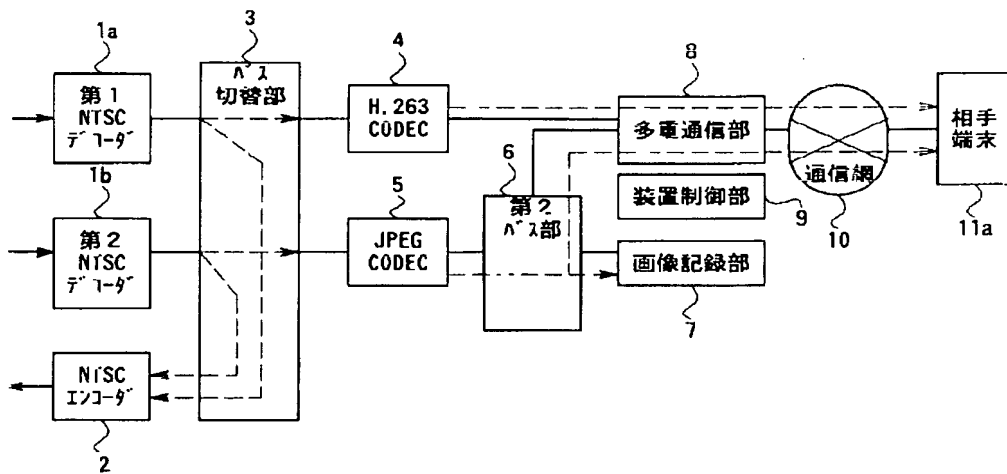 1a
第1
NTSC
デコーダ
1b
第2
NTSC
デコーダ
NTSC
エンコーダ
2
3
バス
切替部
4
H.263
CODEC
5
JPEG
CODEC
6
第2
バス部
8
多重通信部
装置制御部
9
画像記録部
7
通信網
10
相手
端末
11a